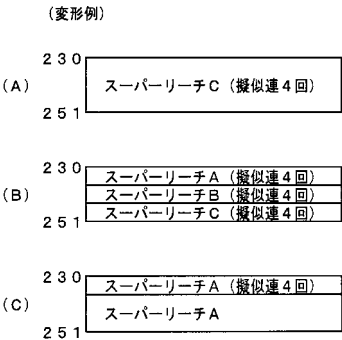 (変形例)
230
(A) スーパーリーチC(擬似連4回)
251
230
スーパーリーチA(擬似連4回)
(B) スーパーリーチB(擬似連4回)
スーパーリーチC(擬似連4回)
251
230
スーパーリーチA(擬似連4回)
(C) スーパーリーチA
251